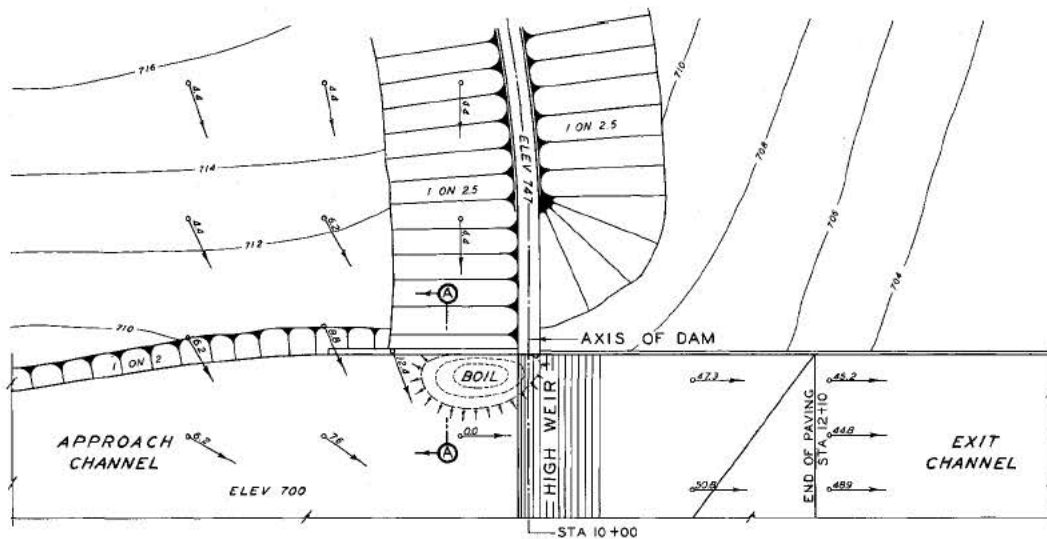 716
710
4.4
4.4
4.4
ELEV 747
1 ON 2.5
708
714
1 ON 2.5
706
4.4
6.2
4.4
712
704
A
710
6.2
8.8
AXIS OF DAM
1 ON 2
12.4
BOIL
47.3
45.2
HIGH WEIR
END OF PAVING
STA 12+10
APPROACH
CHANNEL
6.2
7.6
0.0
A
44.8
EXIT
CHANNEL
ELEV 700
50.8
48.9
STA 10+00